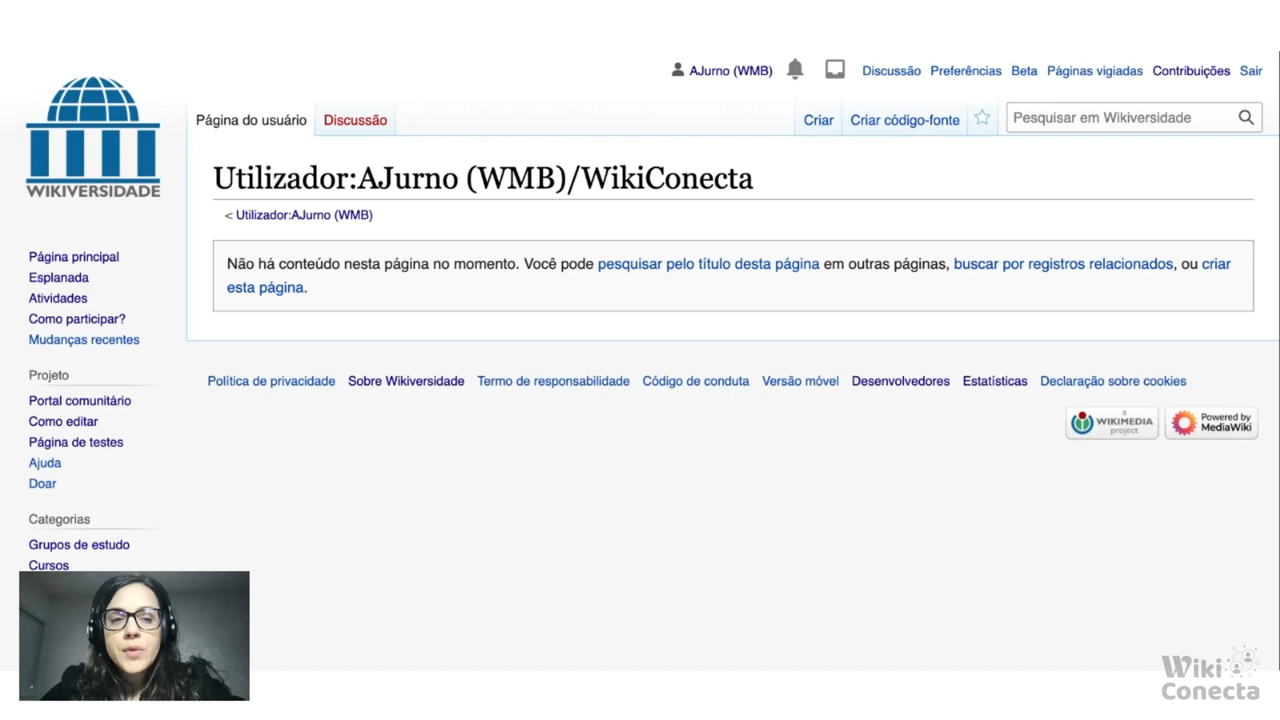 AJurno (WMB) Discussão Preferências Beta Páginas vigiadas Contribuições Sair
WIKIVERSIDADE
Página do usuário Discussão Criar Criar código-fonte Pesquisar em Wikiversidade
Utilizador:AJurno (WMB)/WikiConecta
< Utilizador:AJurno (WMB)
Não há conteúdo nesta página no momento. Você pode pesquisar pelo título desta página em outras páginas, buscar por registros relacionados, ou criar
esta página.
Página principal
Esplanada
Atividades
Como participar?
Mudanças recentes
Projeto
Portal comunitário
Como editar
Página de testes
Ajuda
Doar
Categorias
Grupos de estudo
Cursos
Política de privacidade Sobre Wikiversidade Termo de responsabilidade Código de conduta Versão móvel Desenvolvedores Estatísticas Declaração sobre cookies
a
WIKIMEDIA
project
Powered by
MediaWiki
Wiki
Conecta